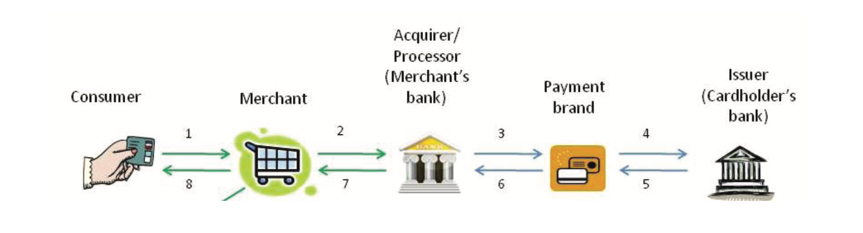 Consumer
Merchant
Acquirer/
Processor
(Merchant's
bank)
Payment
brand
Issuer
(Cardholder's
bank)
1
2
3
4
8
7
6
5